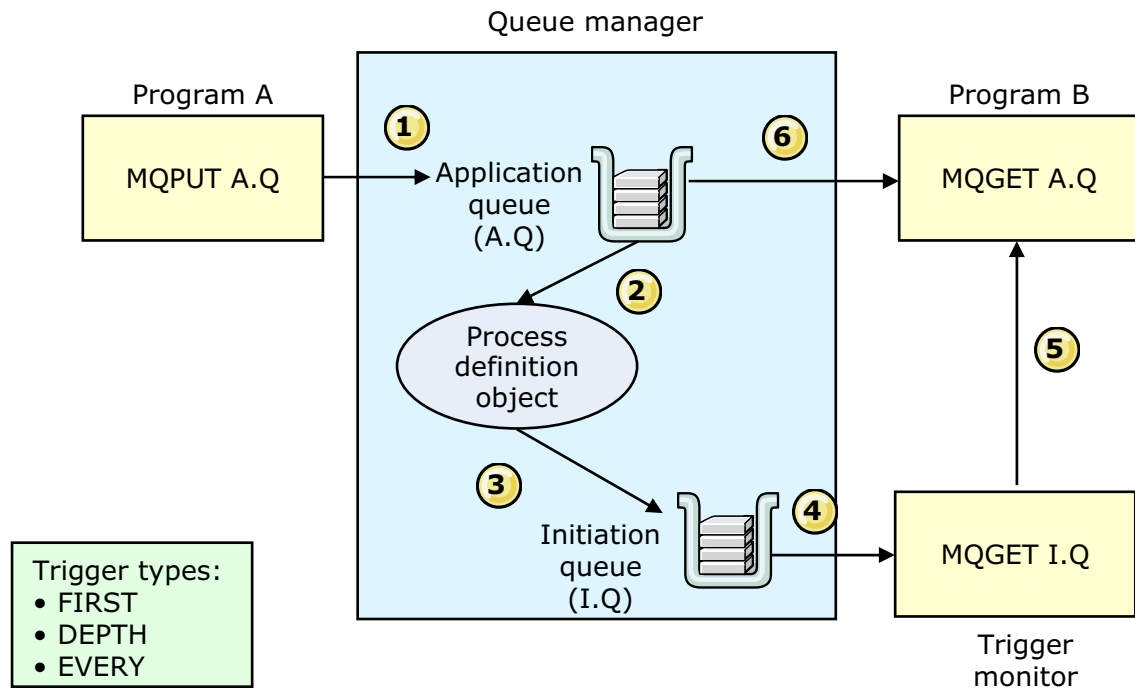 Queue manager
Program A
MQPUT A.Q
1
Application
queue
(A.Q)
6
Program B
MQGET A.Q
2
Process
definition
object
5
3
Initiation
queue
(I.Q)
4
MQGET I.Q
Trigger
monitor
Trigger types:
• FIRST
• DEPTH
• EVERY